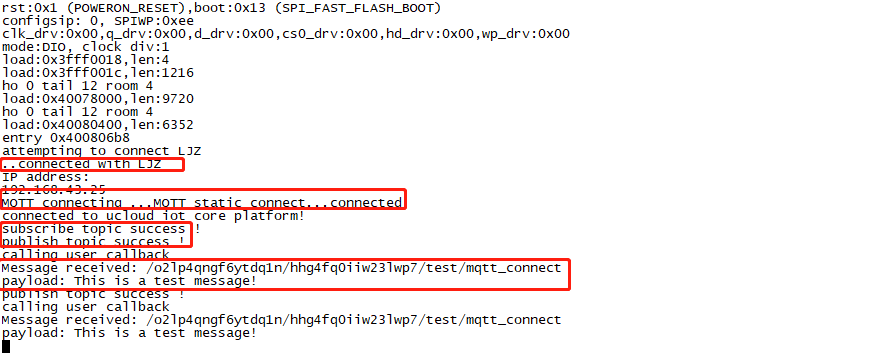 rst:0x1 (POWERON_RESET),boot:0x13 (SPI_FAST_FLASH_BOOT)
configsip: 0, SPIWP:0xee
clk_drv:0x00,q_drv:0x00,d_drv:0x00,cs0_drv:0x00,hd_drv:0x00,wp_drv:0x00
mode:DIO, clock div:1
load:0x3fff0018,len:4
load:0x3fff001c,len:1216
ho 0 tail 12 room 4
load:0x40078000,len:9720
ho 0 tail 12 room 4
load:0x40080400,len:6352
entry 0x400806b8
attempting to connect LJZ
..connected with LJZ
IP address:
192.168.43.25
MQTT connecting ...MQTT static connect...connected
connected to ucloud iot core platform!
subscribe topic success !
publish topic success !
calling user callback
Message received: /o2lp4qngf6ytdq1n/hhg4fq0iiw23lwp7/test/mqtt_connect
payload: This is a test message!
publish topic success !
calling user callback
Message received: /o2lp4qngf6ytdq1n/hhg4fq0iiw23lwp7/test/mqtt_connect
payload: This is a test message!